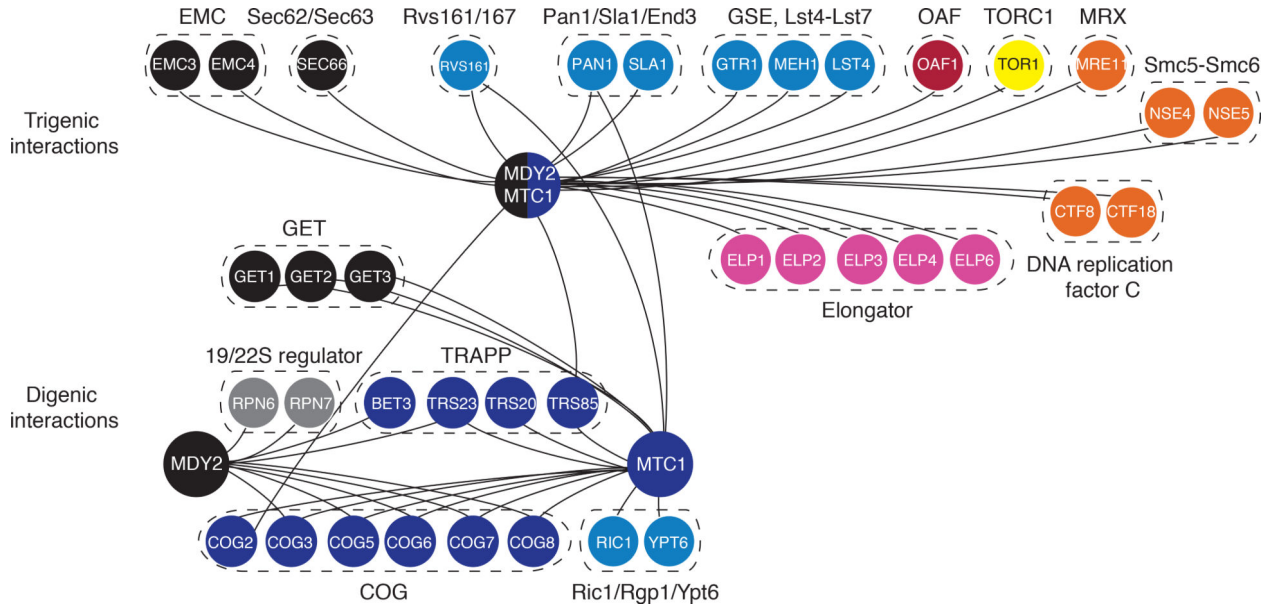 EMC Sec62/Sec63 Rvs161/167 Pan1/Sla1/End3 GSE, Lst4-Lst7 OAF TORC1 MRX
EMC3 EMC4 SEC66 RVS161 PAN1 SLA1 GTR1 MEH1 LST4 OAF1 TOR1 MRE11
Smc5-Smc6
NSE4 NSE5
Trigenic
interactions
MDY2
MTC1
CTF8 CTF18
DNA replication
factor C
GET
GET1 GET2 GET3
ELP1 ELP2 ELP3 ELP4 ELP6
Elongator
19/22S regulator TRAPP
Digenic
interactions
RPN6 RPN7 BET3 TRS23 TRS20 TRS85
MDY2 MTC1
COG2 COG3 COG5 COG6 COG7 COG8 RIC1 YPT6
COG Ric1/Rgp1/Ypt6